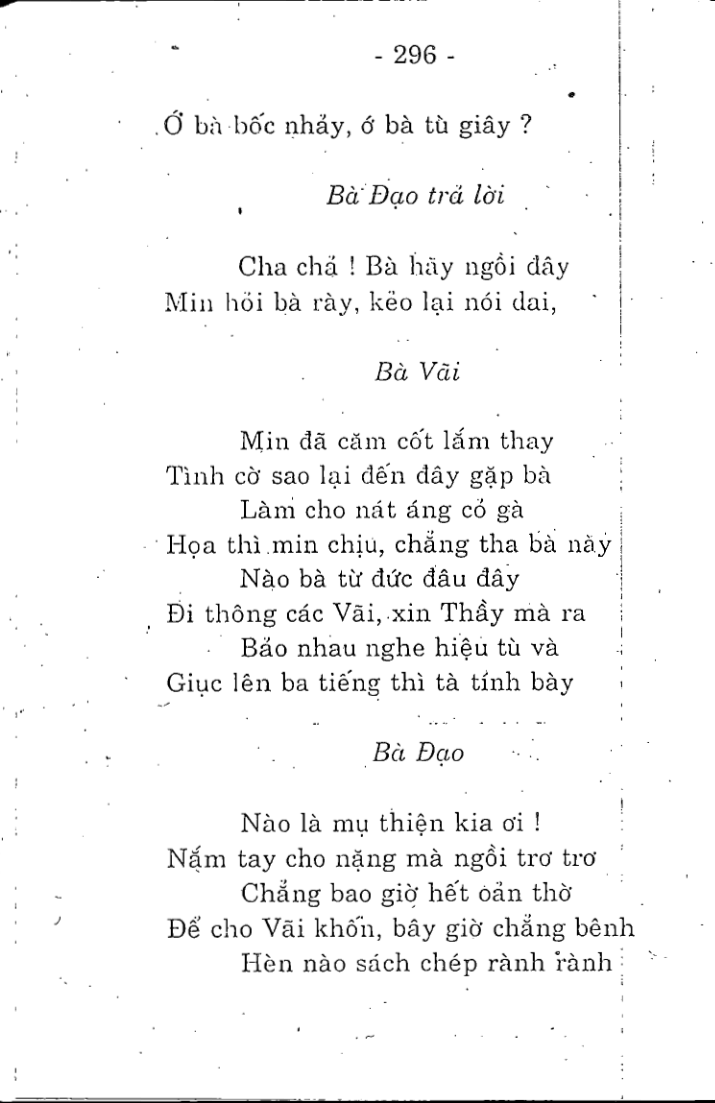 - 296 -
Ớ bà bốc nhảy, ớ bà tù giây ?
Bà Đạo trả lời
Cha chả ! Bà hãy ngồi đây
Min hỏi bà rày, kẻo lại nói dai,
Bà Vãi
Min đã căm cốt lắm thay
Tình cờ sao lại đến đây gặp bà
Làm cho nát áng cỏ gà
Họa thì min chịu, chẳng tha bà nảy
Nào bà từ đức đâu đây
Đi thông các Vãi, xin Thầy mà ra
Bảo nhau nghe hiệu tù và
Giục lên ba tiếng thì tà tính bày
Bà Đạo
Nào là mụ thiện kia ơi !
Nắm tay cho nặng mà ngồi trơ trơ
Chẳng bao giờ hết oản thờ
Để cho Vãi khốn, bây giờ chẳng bênh
Hèn nào sách chép rành rành